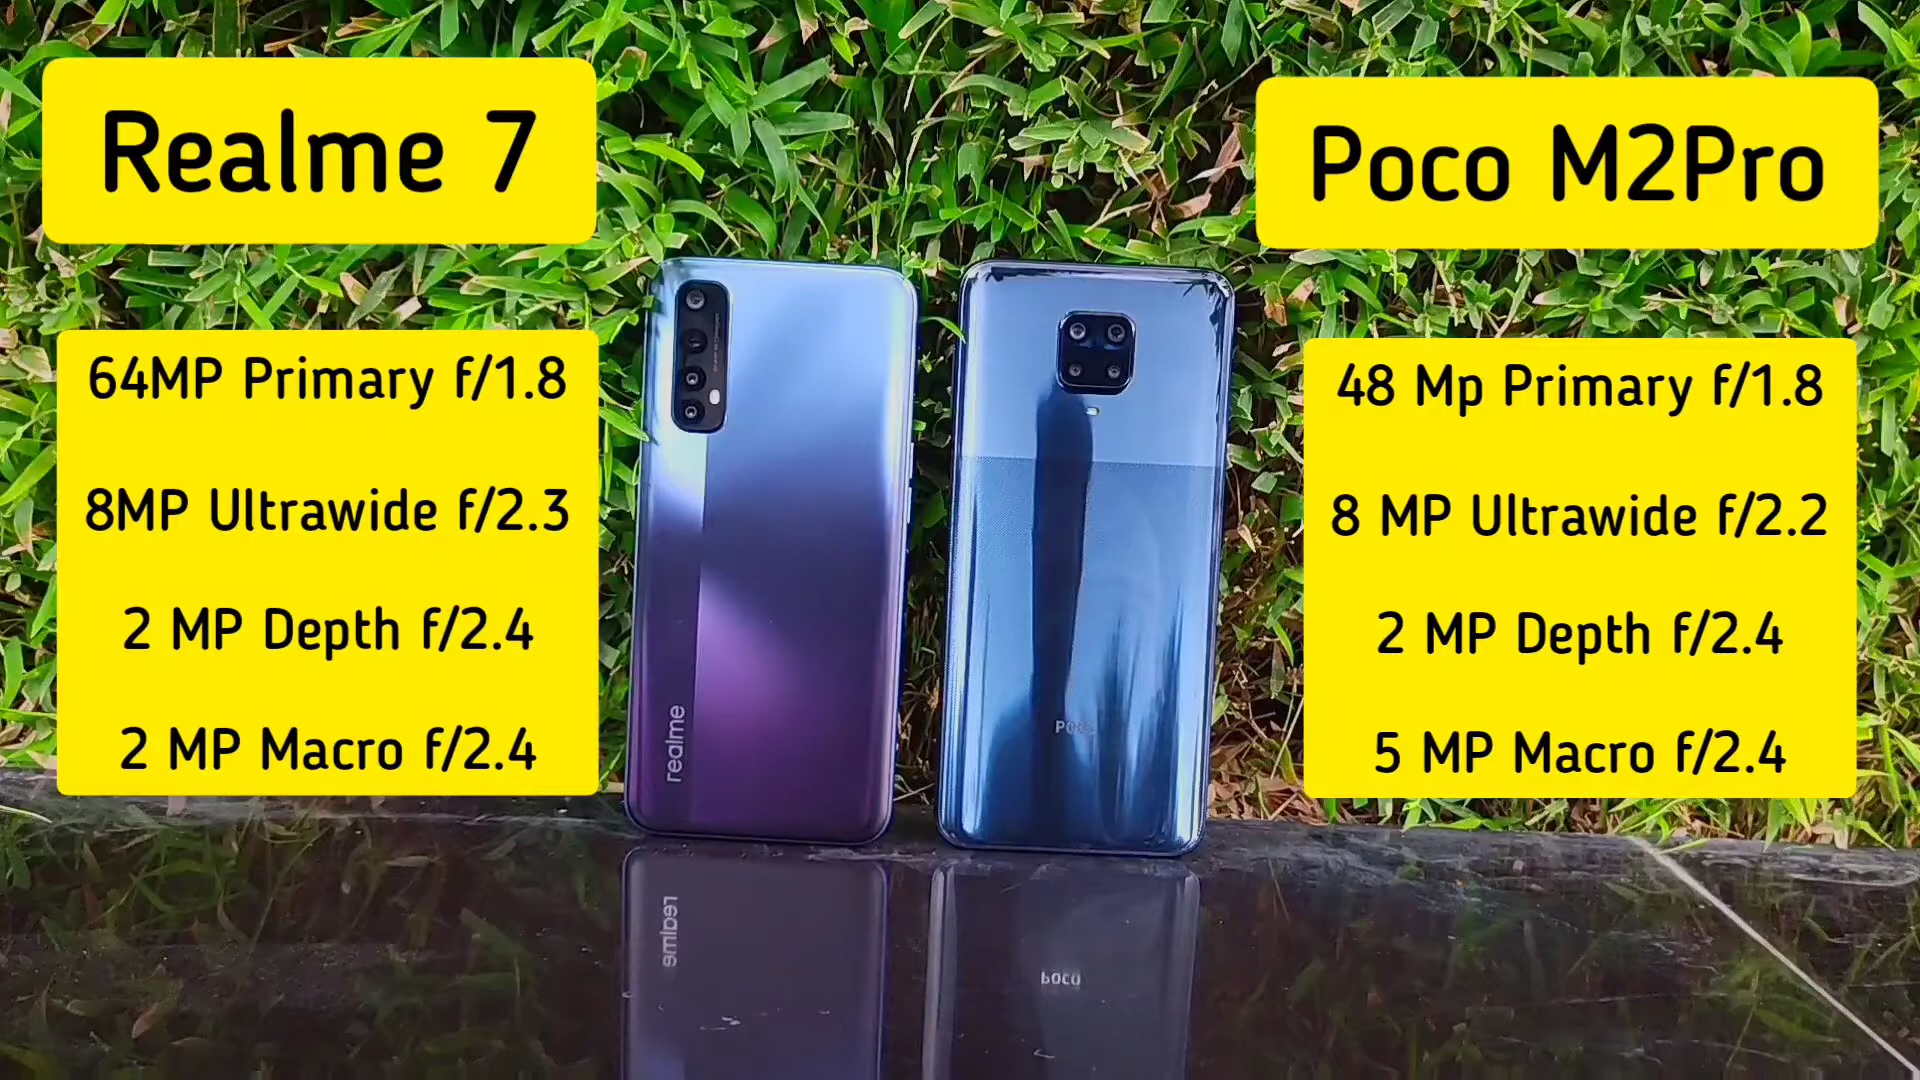 Realme 7
64MP Primary f/1.8
8MP Ultrawide f/2.3
2 MP Depth f/2.4
2 MP Macro f/2.4
Poco M2Pro
48 Mp Primary f/1.8
8 MP Ultrawide f/2.2
2 MP Depth f/2.4
5 MP Macro f/2.4
realme
POCO
realme
POCO